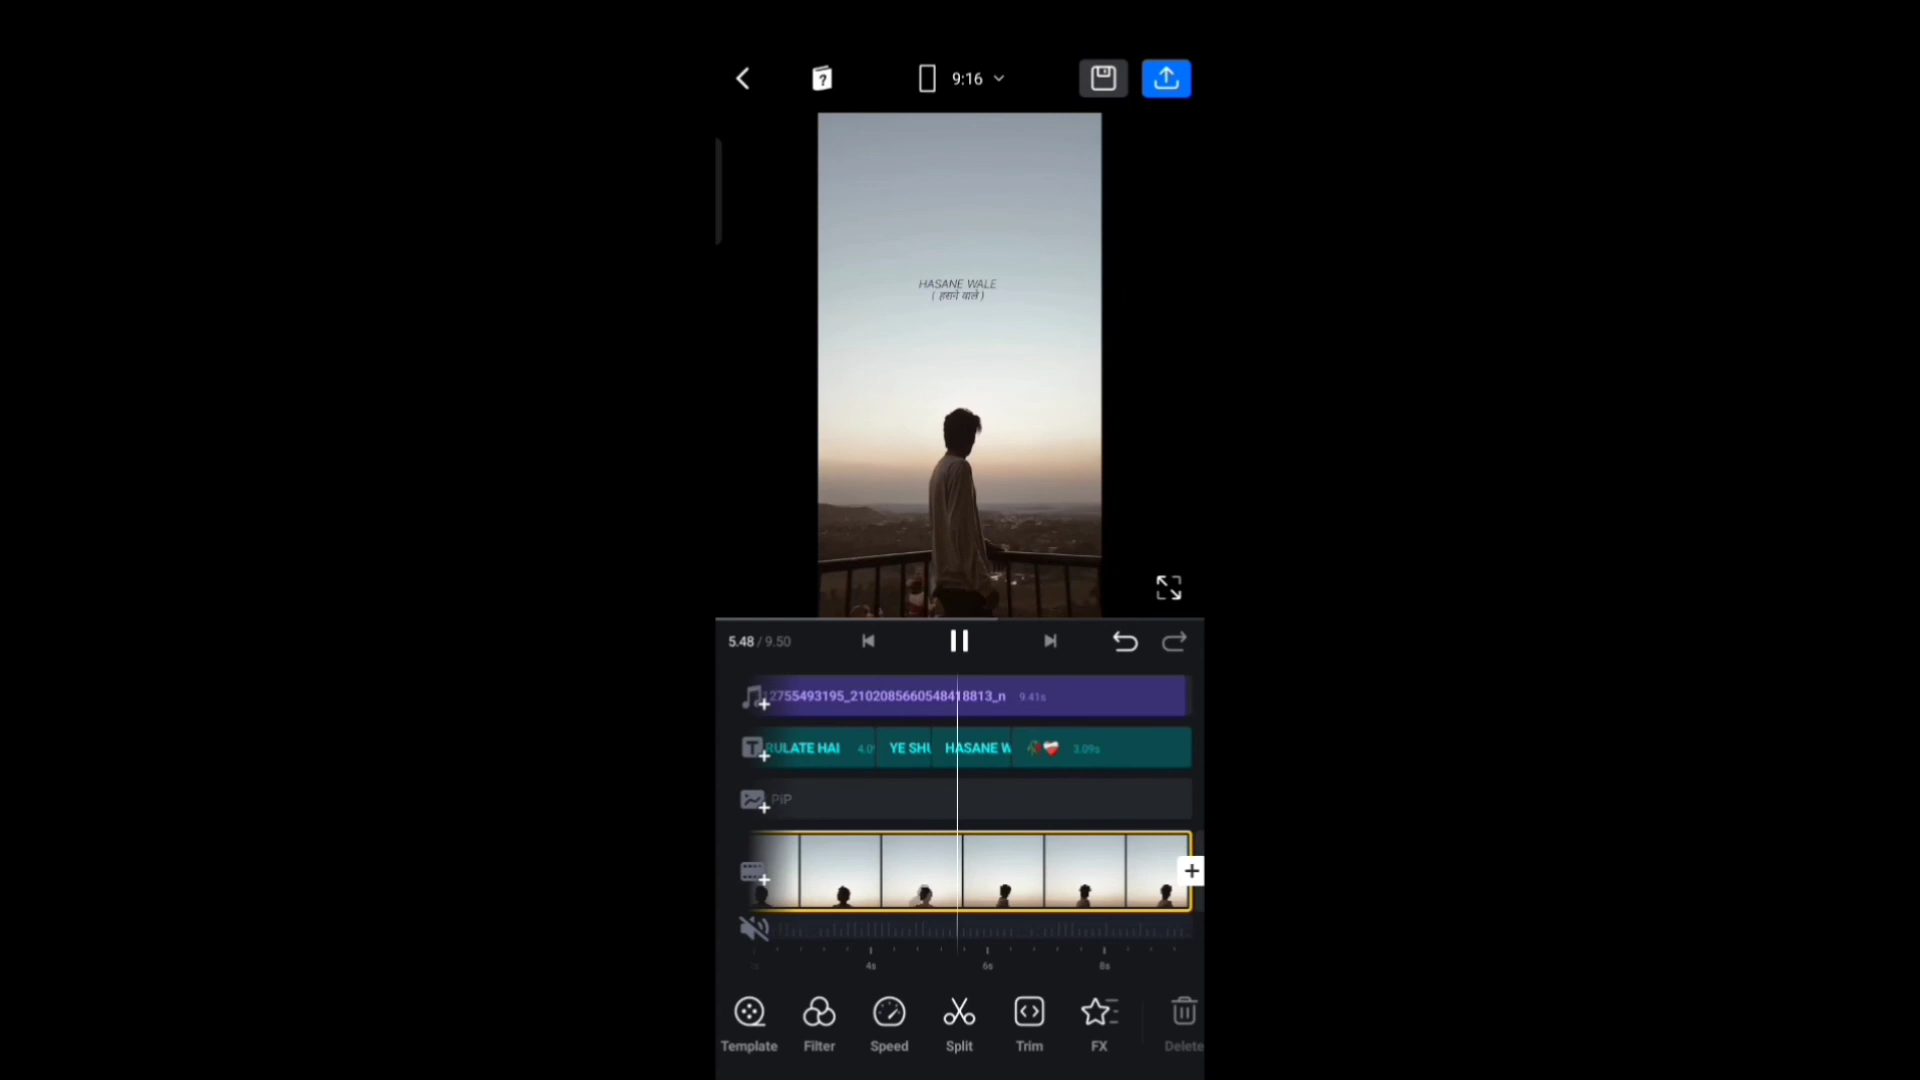 9:16
HASANE WALE
( हसाने वाले )
5.48 / 9.50
12755493195_2102085660548418813_n 9.41s
RULATE HAI 4.0 YE SHU HASANE W 🥀❤️‍🩹 3.09s
PiP
4s 6s 8s
Template Filter Speed Split Trim FX Delete